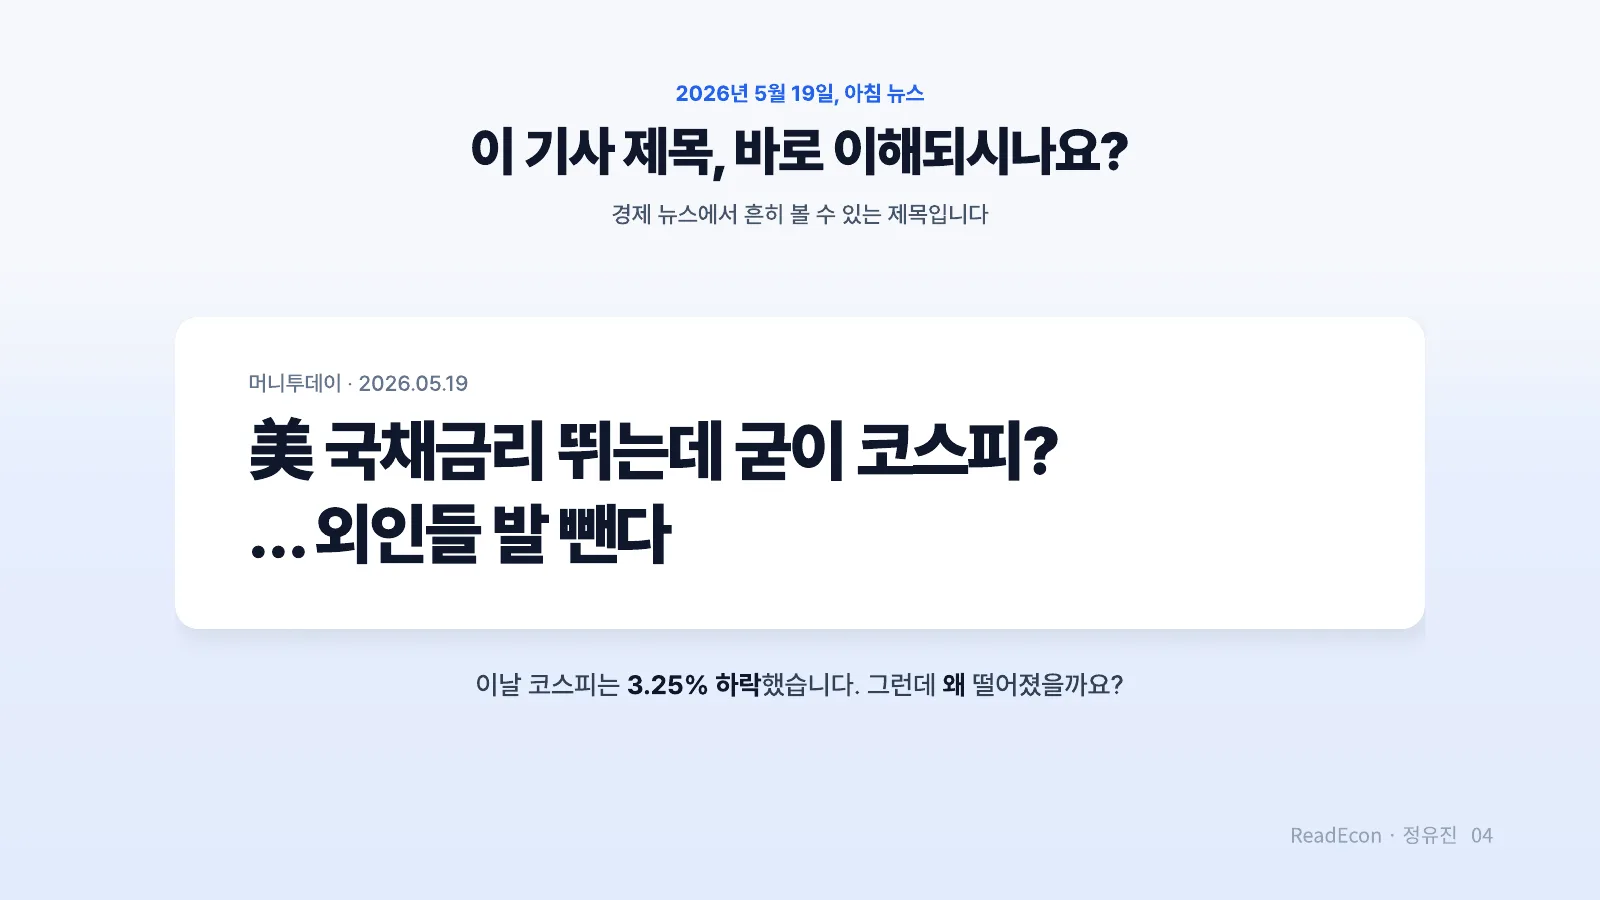 2026년 5월 19일, 아침 뉴스
이 기사 제목, 바로 이해되시나요?
경제 뉴스에서 흔히 볼 수 있는 제목입니다
머니투데이 · 2026.05.19
美 국채금리 뛰는데 굳이 코스피?
…외인들 발 뺀다
이날 코스피는 3.25% 하락했습니다. 그런데 왜 떨어졌을까요?
ReadEcon · 정유진 04